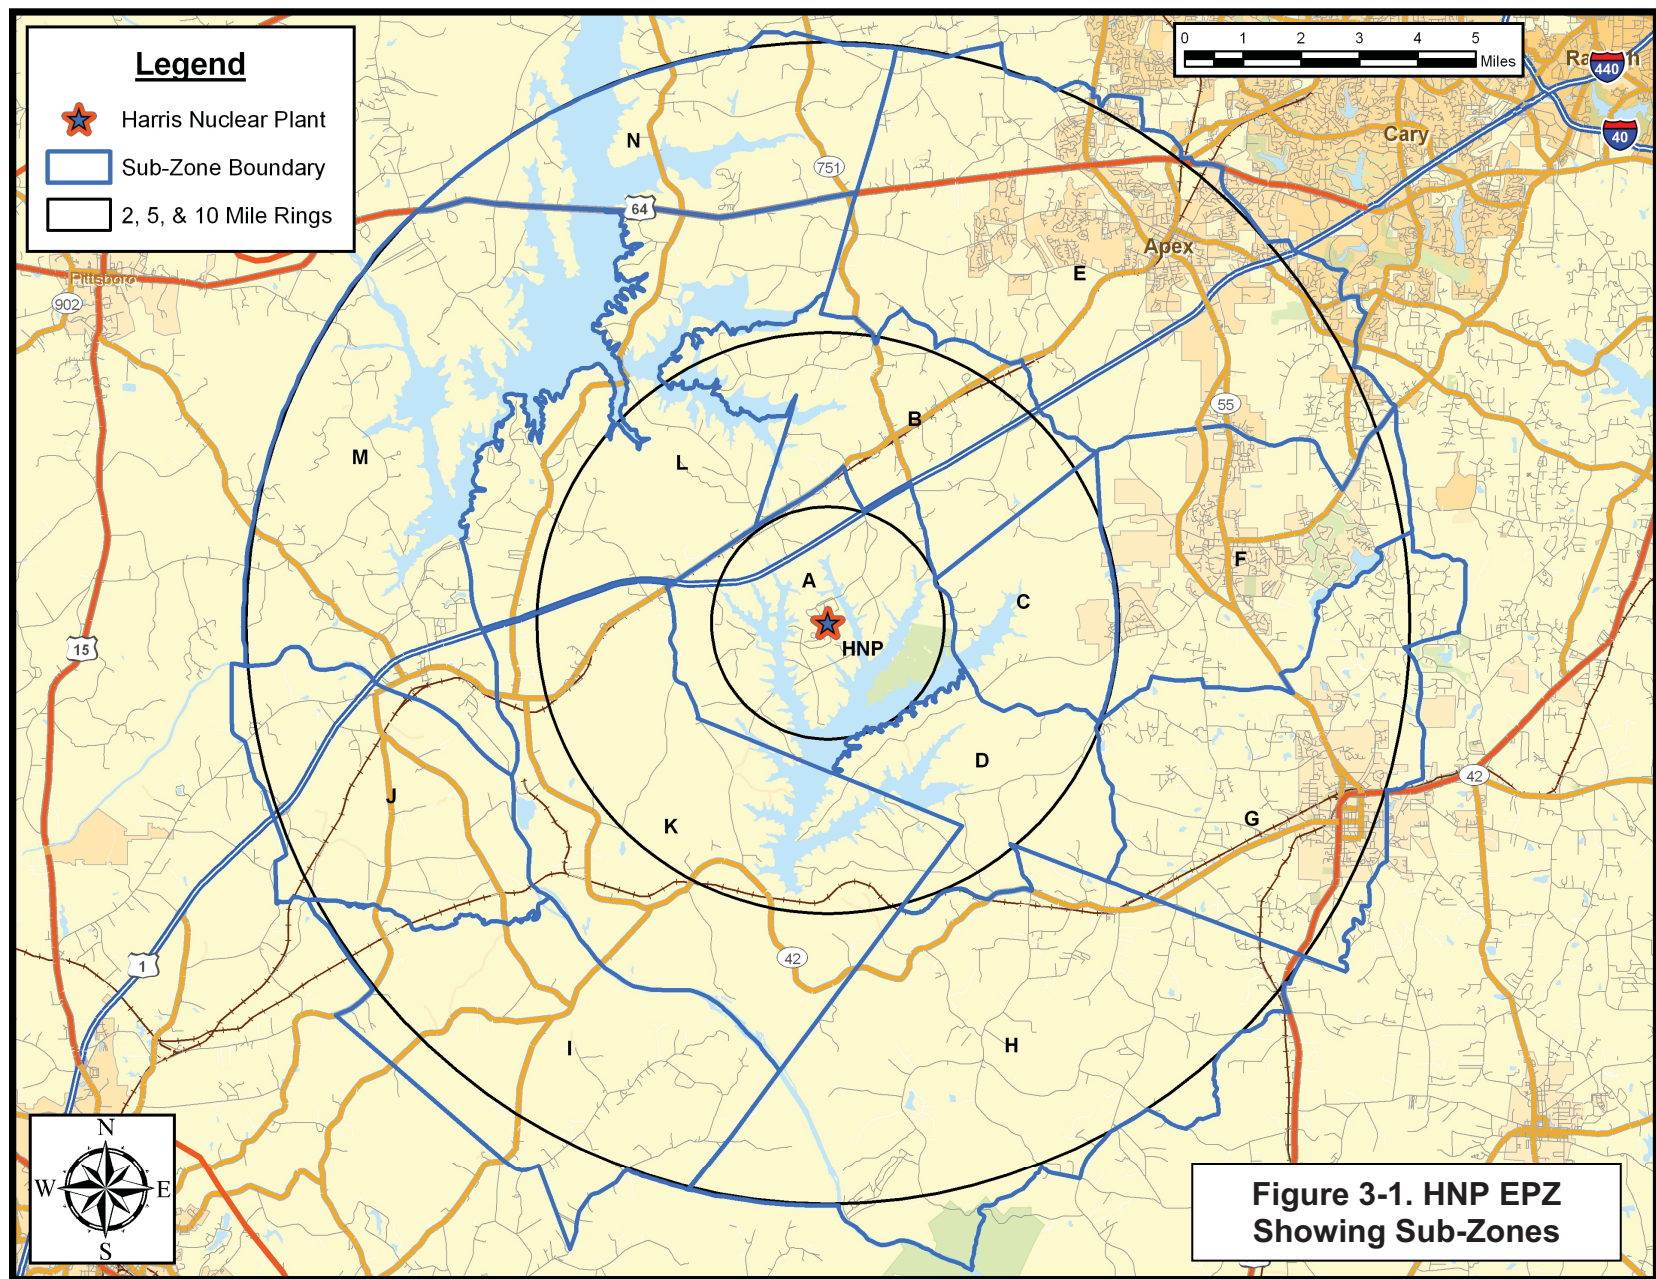 Legend
Harris Nuclear Plant
Sub-Zone Boundary
2, 5, & 10 Mile Rings
0 1 2 3 4 5
Miles
440
40
Cary
N
751
64
Apex
E
Pittsboro
902
B
55
M
L
F
A
C
HNP
15
D
42
J
K
G
42
1
I
H
N
W E
S
Figure 3-1. HNP EPZ
Showing Sub-Zones